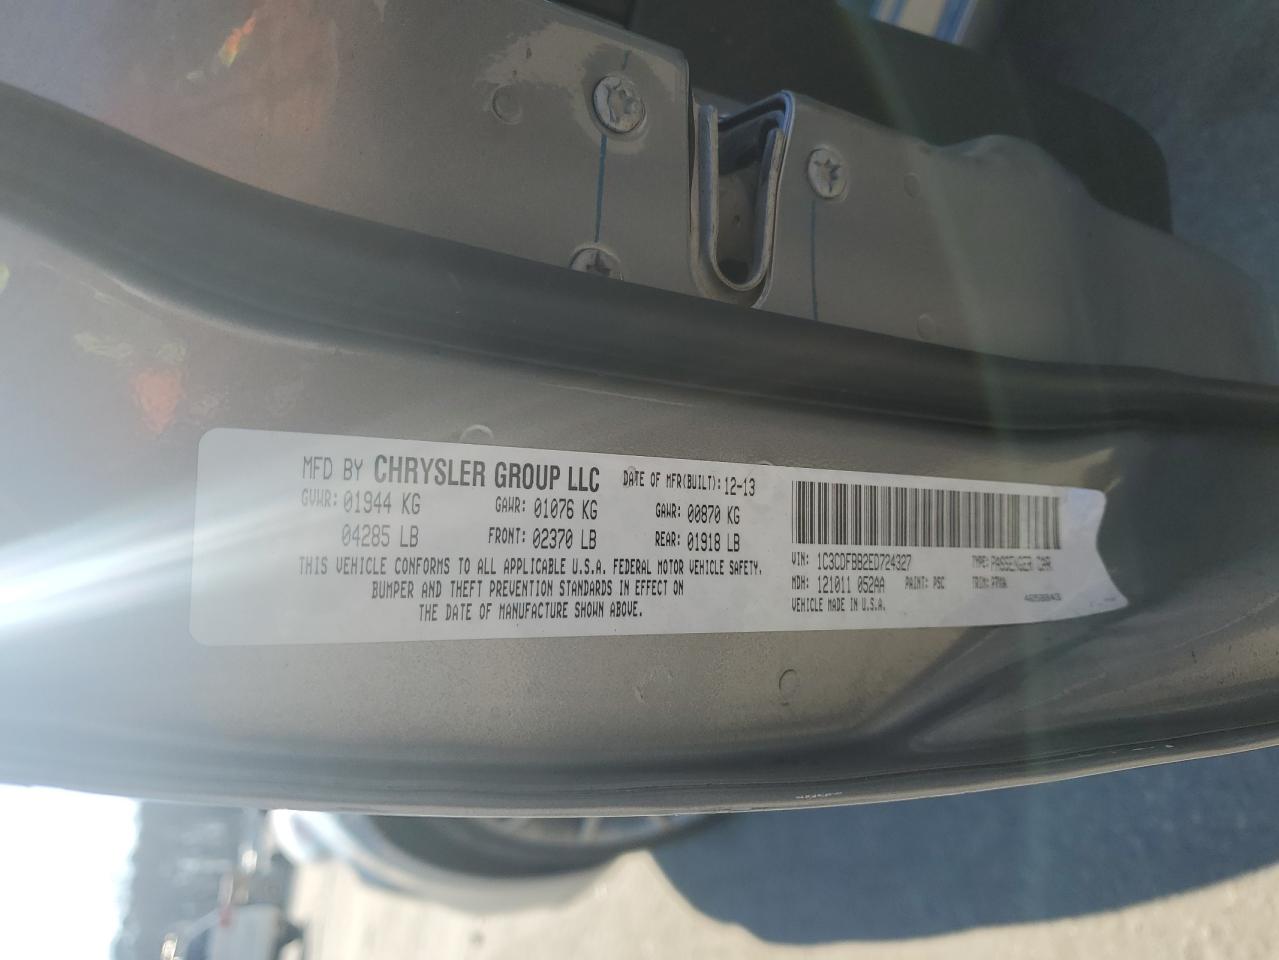 MFD BY CHRYSLER GROUP LLC DATE OF MFR(BUILT): 12-13
GVWR: 01944 KG GAWR: 01076 KG GAWR: 00870 KG
04285 LB FRONT: 02370 LB REAR: 01918 LB
THIS VEHICLE CONFORMS TO ALL APPLICABLE U.S.A. FEDERAL MOTOR VEHICLE SAFETY,
BUMPER AND THEFT PREVENTION STANDARDS IN EFFECT ON
THE DATE OF MANUFACTURE SHOWN ABOVE.
VIN: 1C3CDFBB2ED724327 TYPE: PASSENGER CAR
MDH: 121011 052AA PAINT: PSC TRIM:
VEHICLE MADE IN U.S.A.